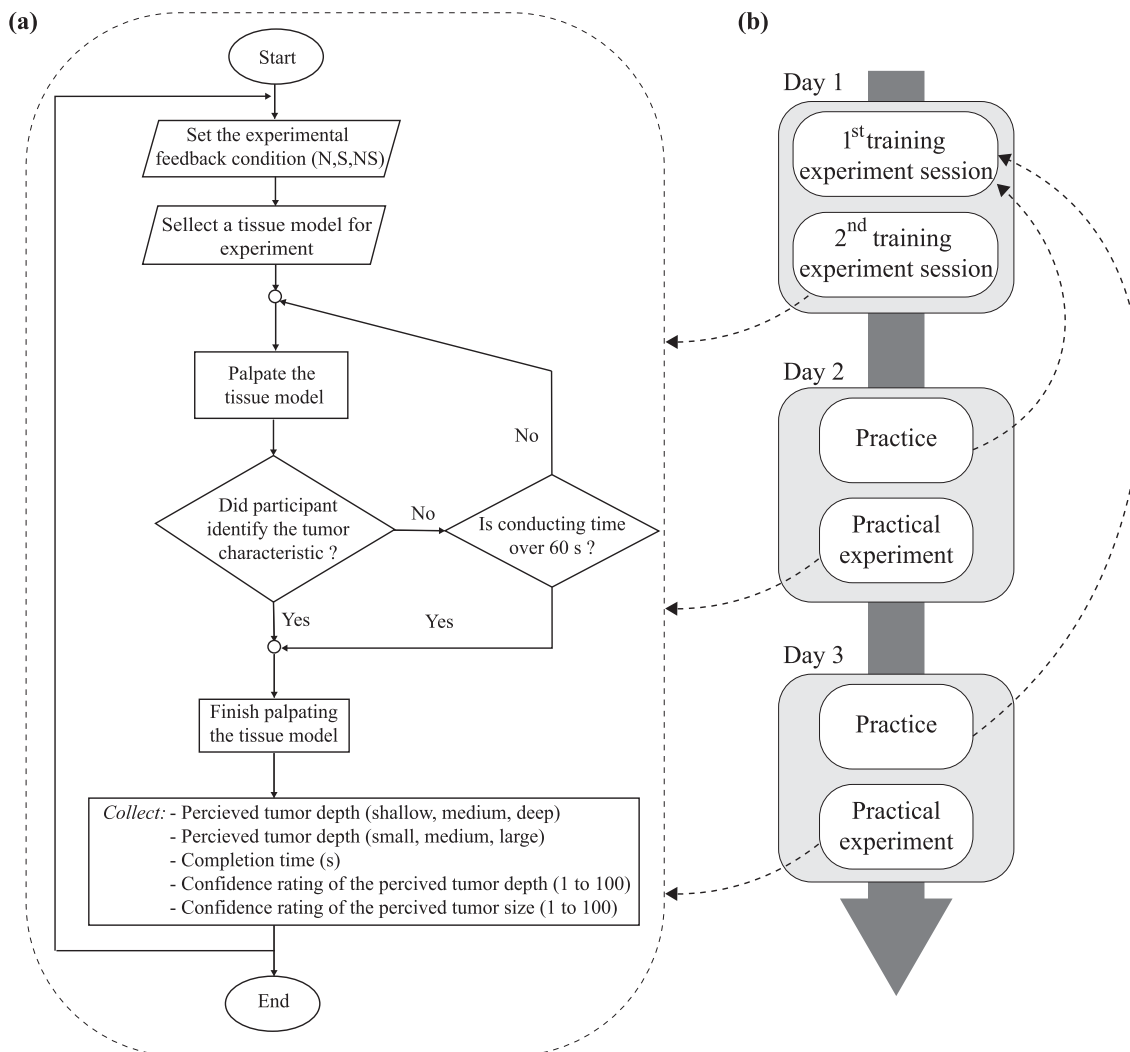 (a)
Start
Set the experimental
feedback condition (N,S,NS)
Sellect a tissue model for
experiment
Palpate the
tissue model
No
Did participant
identify the tumor
characteristic ?
No
Is conducting time
over 60 s ?
Yes
Yes
Finish palpating
the tissue model
Collect: - Percieved tumor depth (shallow, medium, deep)
- Percieved tumor depth (small, medium, large)
- Completion time (s)
- Confidence rating of the percived tumor depth (1 to 100)
- Confidence rating of the percived tumor size (1 to 100)
End
(b)
Day 1
1st training
experiment session
2nd training
experiment session
Day 2
Practice
Practical
experiment
Day 3
Practice
Practical
experiment